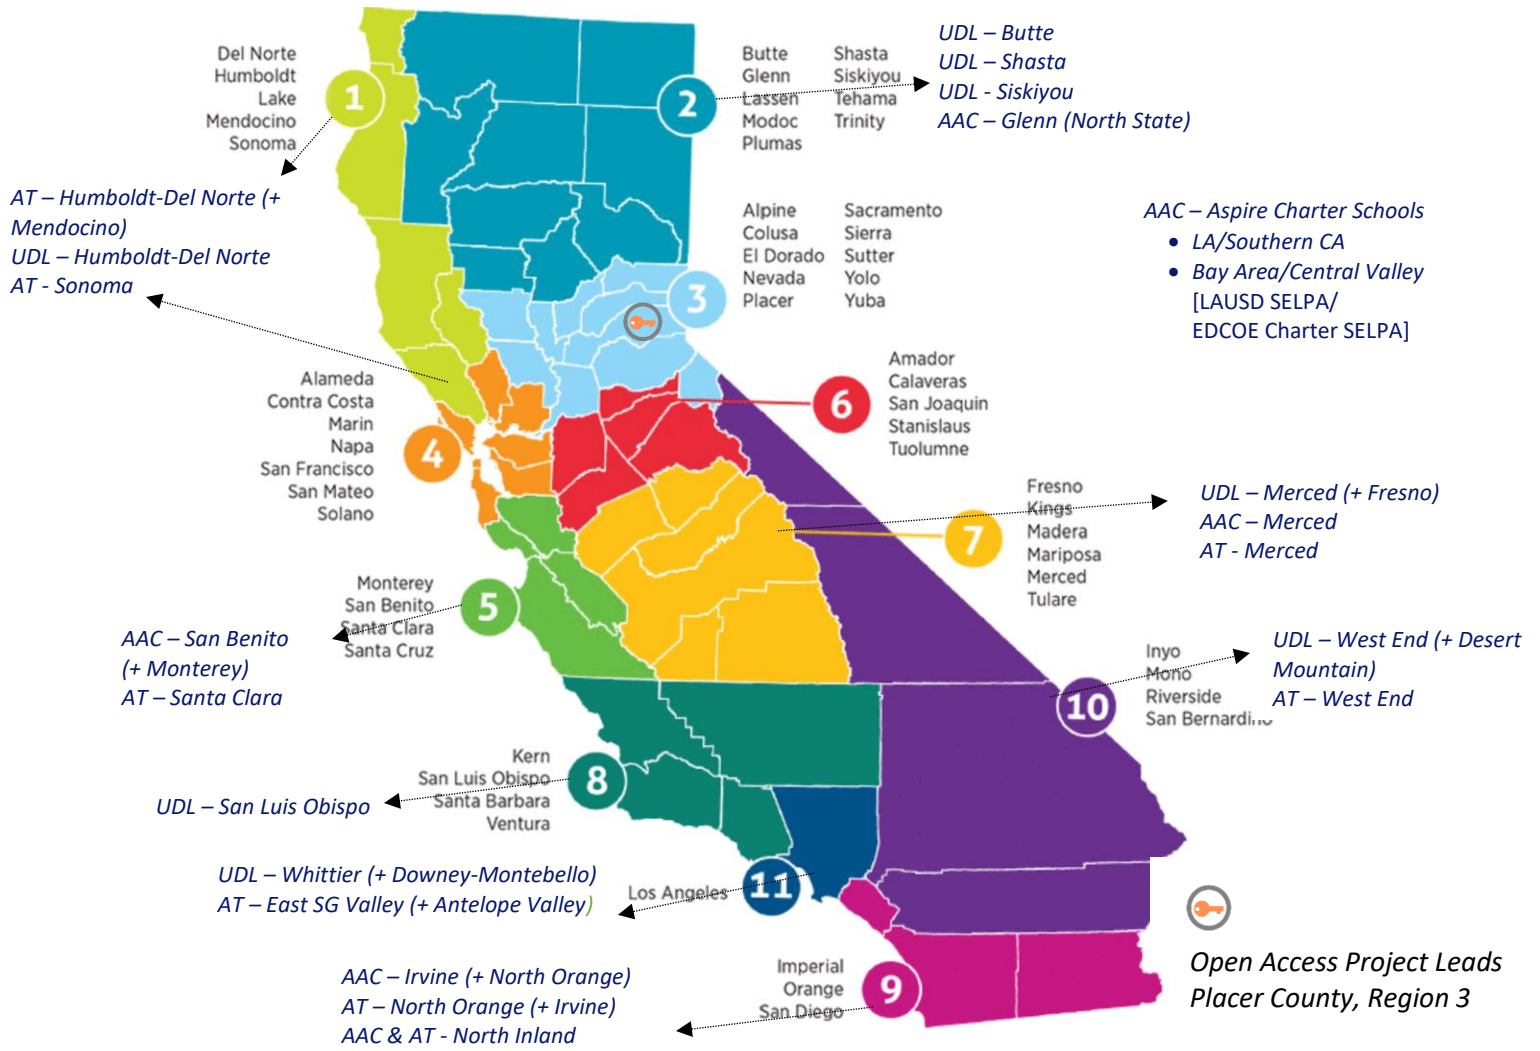 Del Norte
Humboldt
Lake
Mendocino
Sonoma
1
2
Butte
Glenn
Lassen
Modoc
Plumas
Shasta
Siskiyou
Tehama
Trinity
UDL – Butte
UDL – Shasta
UDL - Siskiyou
AAC – Glenn (North State)
AT – Humboldt-Del Norte (+
Mendocino)
UDL – Humboldt-Del Norte
AT - Sonoma
3
Alpine
Colusa
El Dorado
Nevada
Placer
Sacramento
Sierra
Sutter
Yolo
Yuba
AAC – Aspire Charter Schools
• LA/Southern CA
• Bay Area/Central Valley
[LAUSD SELPA/
EDCOE Charter SELPA]
Alameda
Contra Costa
Marin
Napa
San Francisco
San Mateo
Solano
4
6
Amador
Calaveras
San Joaquin
Stanislaus
Tuolumne
7
Fresno
Kings
Madera
Mariposa
Merced
Tulare
UDL – Merced (+ Fresno)
AAC – Merced
AT - Merced
Monterey
San Benito
Santa Clara
Santa Cruz
5
AAC – San Benito
(+ Monterey)
AT – Santa Clara
10
Inyo
Mono
Riverside
San Bernardino
UDL – West End (+ Desert
Mountain)
AT – West End
Kern
San Luis Obispo
Santa Barbara
Ventura
8
UDL – San Luis Obispo
UDL – Whittier (+ Downey-Montebello)
AT – East SG Valley (+ Antelope Valley)
Los Angeles
11
AAC – Irvine (+ North Orange)
AT – North Orange (+ Irvine)
AAC & AT - North Inland
Imperial
Orange
San Diego
9
Open Access Project Leads
Placer County, Region 3